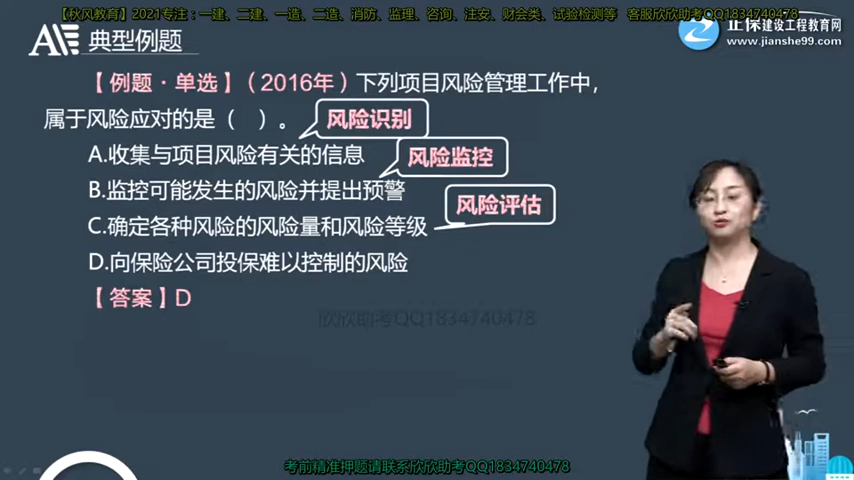 【秋风教育】2021专注：一建、二建、一造、二造、消防、监理、咨询、注安、财会类、试验检测等 客服欣欣助考QQ1834740478
典型例题
正保建设工程教育网
www.jianshe99.com
【例题·单选】（2016年）下列项目风险管理工作中，
属于风险应对的是（ ）。
风险识别
A.收集与项目风险有关的信息
风险监控
B.监控可能发生的风险并提出预警
风险评估
C.确定各种风险的风险量和风险等级
D.向保险公司投保难以控制的风险
【答案】D
欣欣助考QQ1834740478
考前精准押题请联系欣欣助考QQ1834740478